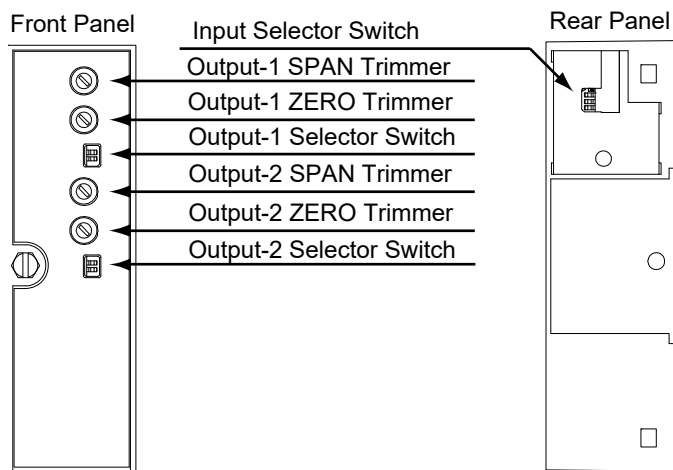 Front Panel
Rear Panel
Input Selector Switch
Output-1 SPAN Trimmer
Output-1 ZERO Trimmer
Output-1 Selector Switch
Output-2 SPAN Trimmer
Output-2 ZERO Trimmer
Output-2 Selector Switch